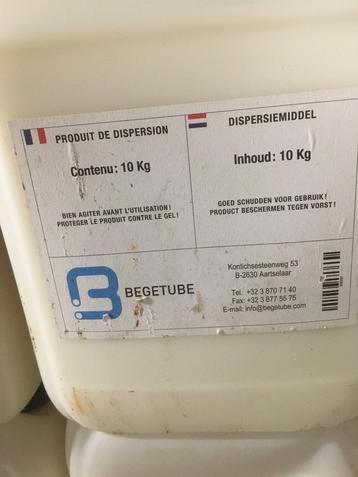 PRODUIT DE DISPERSION
Contenu: 10 Kg
BIEN AGITER AVANT L'UTILISATION!
PROTEGER LE PRODUIT CONTRE LE GEL!
DISPERSIEMIDDEL
Inhoud: 10 Kg
GOED SCHUDDEN VOOR GEBRUIK!
PRODUCT BESCHERMEN TEGEN VORST!
BEGETUBE
Kontichsesteenweg 53
B-2630 Aartselaar
Tel. +32 3 870 71 40
Fax: +32 3 877 55 75
E-mail: info@begetube.com